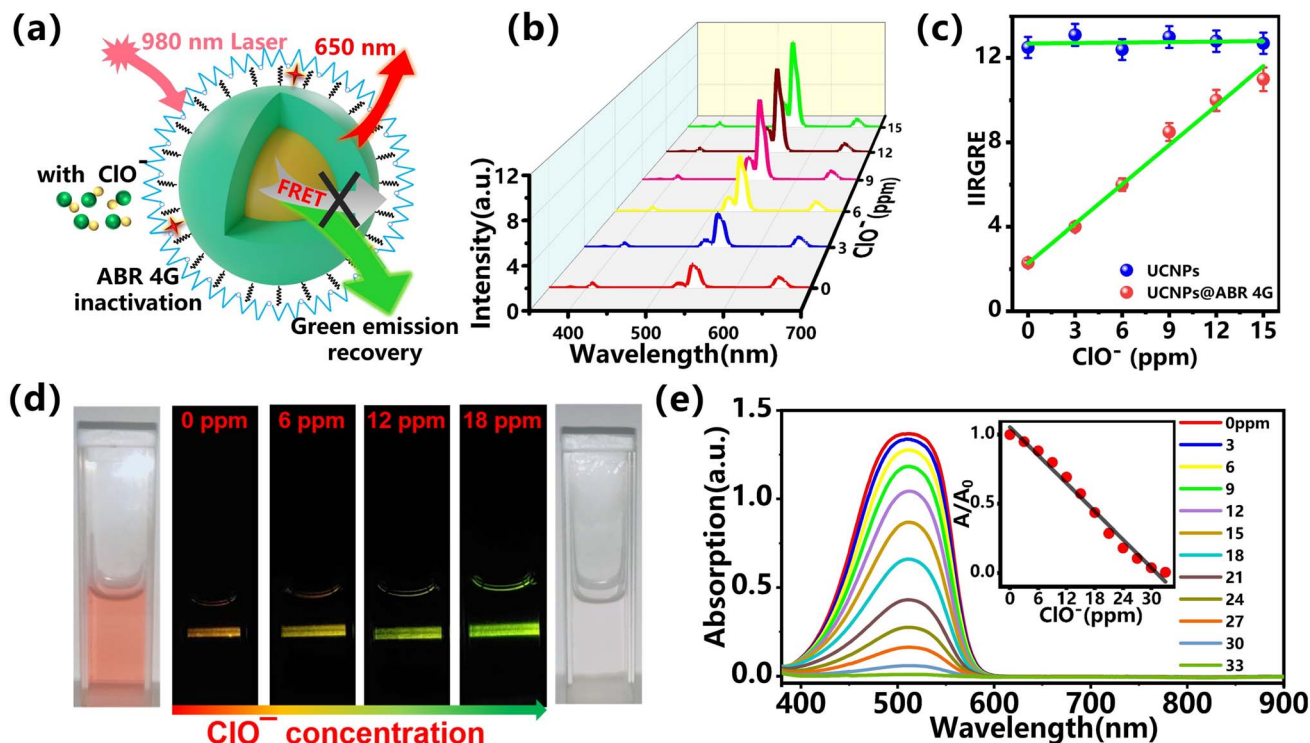 (a)
980 nm Laser
650 nm
with ClO⁻
FRET
ABR 4G
inactivation
Green emission
recovery
(b)
Intensity(a.u.)
12
8
4
0
400
500
600
700
Wavelength(nm)
0
3
6
9
12
15
ClO⁻ (ppm)
(c)
IIRGRE
12
8
4
0
0
3
6
9
12
15
ClO⁻ (ppm)
UCNPs
UCNPs@ABR 4G
(d)
0 ppm
6 ppm
12 ppm
18 ppm
ClO⁻ concentration
(e)
Absorption(a.u.)
1.5
1.0
0.5
0.0
400
500
600
700
800
900
Wavelength(nm)
A/A₀
1.0
0.5
0.0
0
6
12
18
24
30
ClO⁻(ppm)
0ppm
3
6
9
12
15
18
21
24
27
30
33